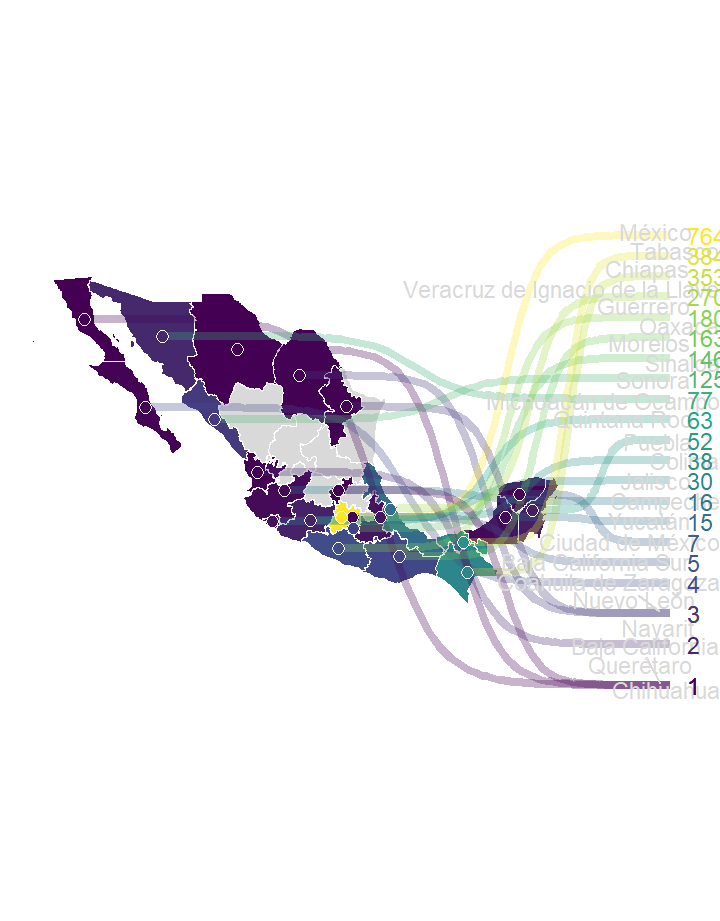 México 764
Tabasco 384
Chiapas 353
Veracruz de Ignacio de la Llave 270
Guerrero 180
Oaxaca 163
Morelos 146
Sinaloa 125
Sonora 77
Michoacán de Ocampo 63
Quintana Roo 52
Puebla 38
Colima 30
Jalisco 16
Campeche 15
Yucatán 7
Ciudad de México 5
Baja California Sur 4
Coahuila de Zaragoza 3
Nuevo León 2
Nayarit 1
Baja California
Querétaro
Chihuahua